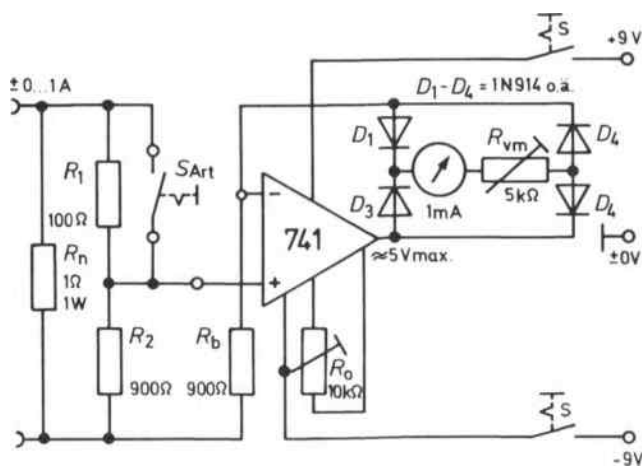 S
+9V
±0...1A
D1-D4 = 1N914 o.ä.
D1
Rvm
D4
R1
SArt
100Ω
5kΩ
D3
1mA
D4
741
-
+
≈5Vmax.
±0V
Rn
1Ω
1W
R2
Rb
Ro
900Ω
900Ω
10kΩ
S
-9V